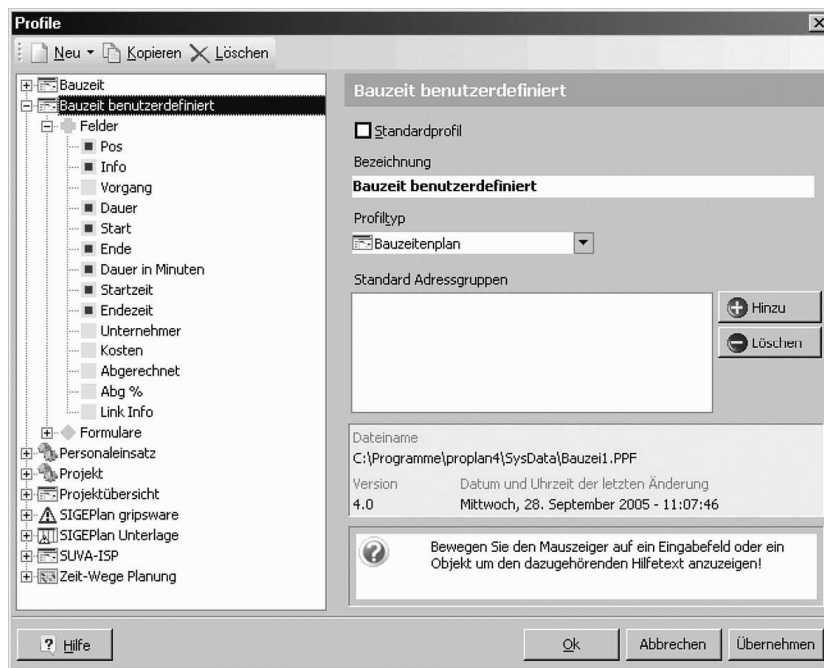 Profile
Neu Kopieren Löschen
Bauzeit
Bauzeit benutzerdefiniert
Felder
Pos
Info
Vorgang
Dauer
Start
Ende
Dauer in Minuten
Startzeit
Endezeit
Unternehmer
Kosten
Abgerechnet
Abg %
Link Info
Formulare
Personaleinsatz
Projekt
Projektübersicht
SIGEPlan gripsware
SIGEPlan Unterlage
SUVA-ISP
Zeit-Wege Planung
Bauzeit benutzerdefiniert
Standardprofil
Bezeichnung
Bauzeit benutzerdefiniert
Profiltyp
Bauzeitenplan
Standard Adressgruppen
Hinzu
Löschen
Dateiname
C:\Programme\proplan4\SysData\Bauzei1.PPF
Version Datum und Uhrzeit der letzten Änderung
4.0 Mittwoch, 28. September 2005 - 11:07:46
Bewegen Sie den Mauszeiger auf ein Eingabefeld oder ein
Objekt um den dazugehörenden Hilfetext anzuzeigen!
Hilfe Ok Abbrechen Übernehmen